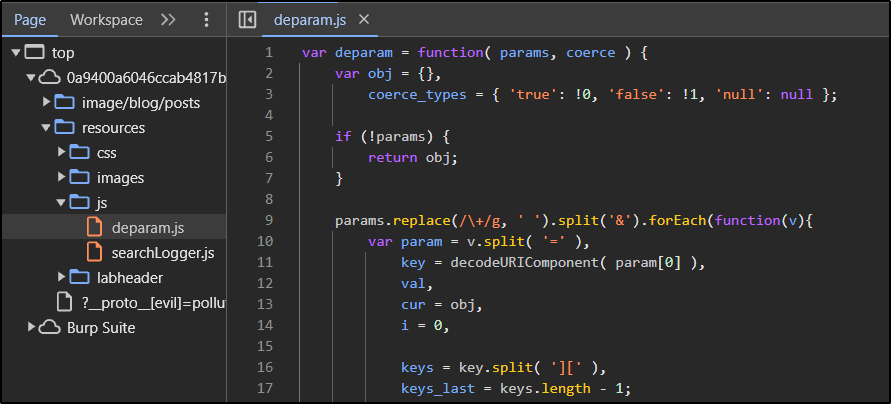 Page Workspace
top
0a9400a6046ccab4817b
image/blog/posts
resources
css
images
js
deparam.js
searchLogger.js
labheader
?__proto__[evil]=pollut
Burp Suite
deparam.js
1 var deparam = function( params, coerce ) {
2 var obj = {},
3 coerce_types = { 'true': !0, 'false': !1, 'null': null };
4
5 if (!params) {
6 return obj;
7 }
8
9 params.replace(/\+/g, ' ').split('&').forEach(function(v){
10 var param = v.split( '=' ),
11 key = decodeURIComponent( param[0] ),
12 val,
13 cur = obj,
14 i = 0,
15
16 keys = key.split( '][' ),
17 keys_last = keys.length - 1;